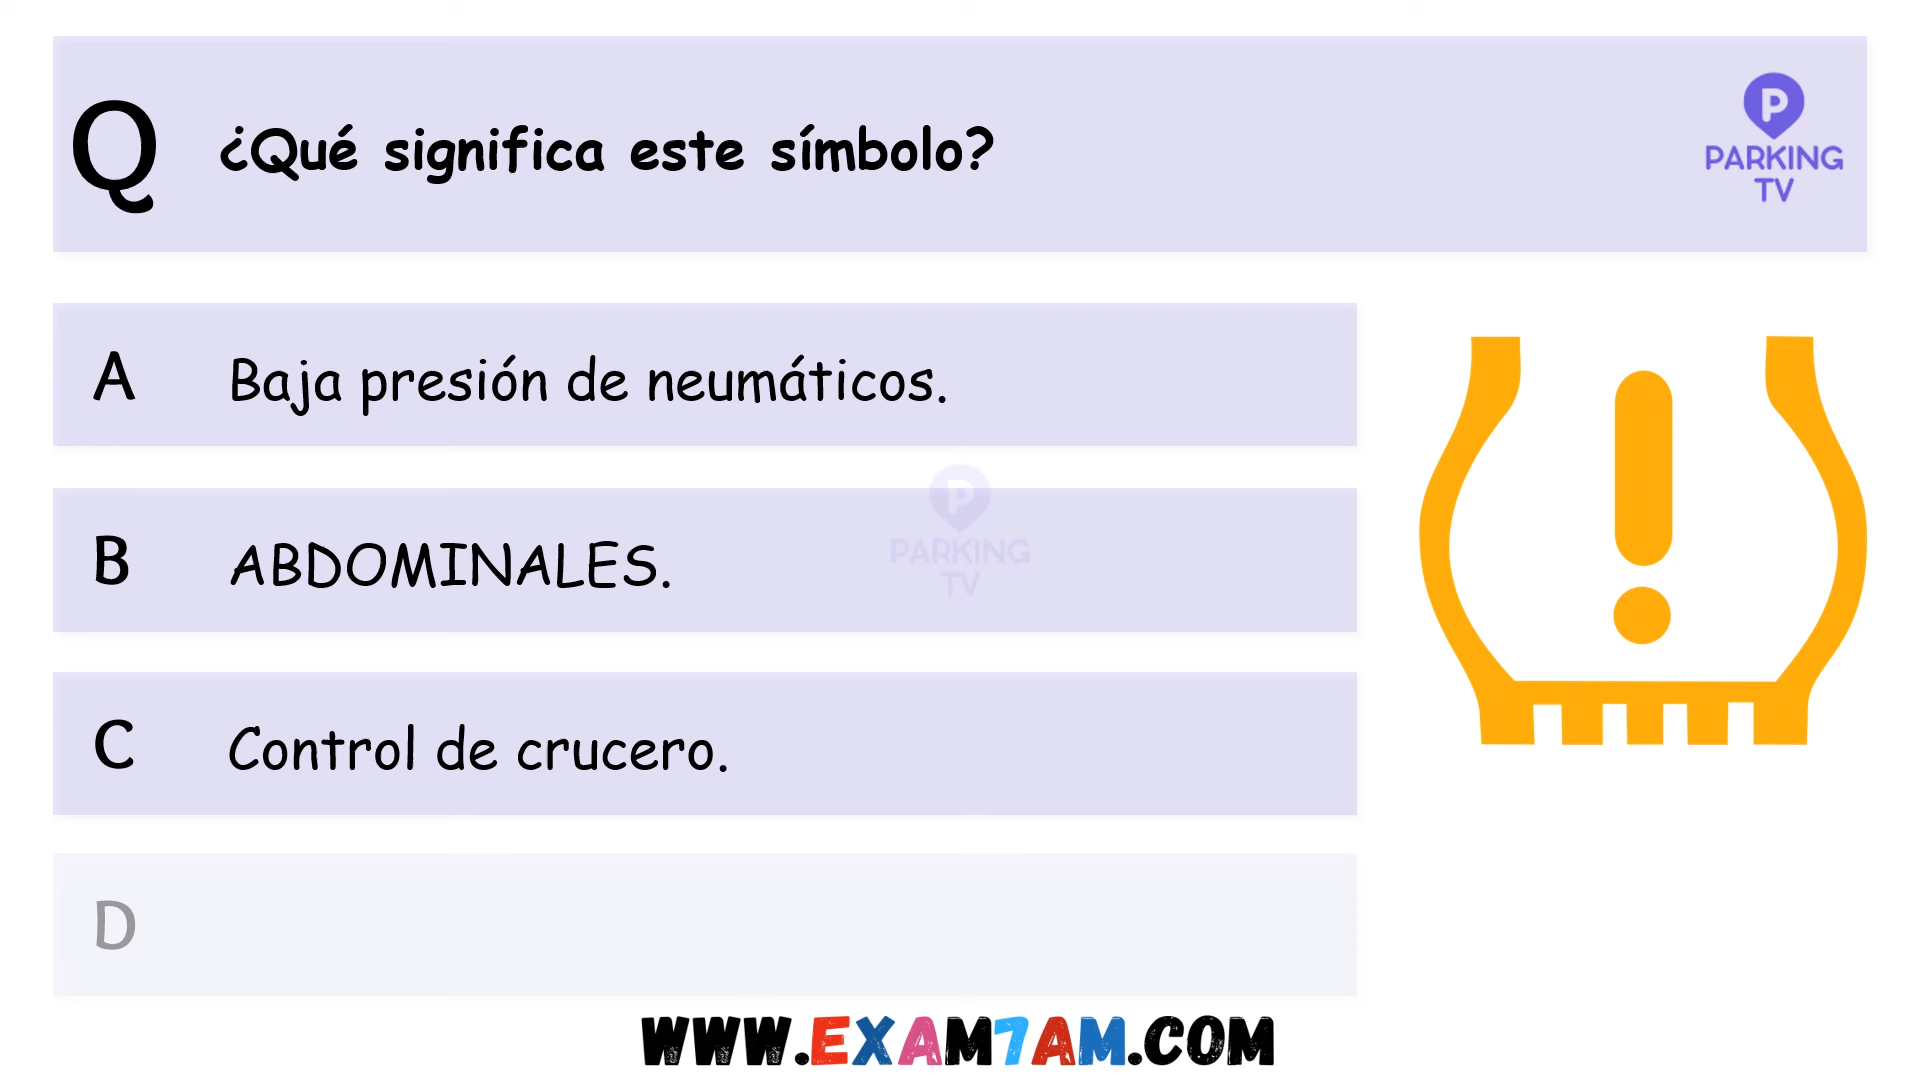 Q ¿Qué significa este símbolo?
P
PARKING
TV
A Baja presión de neumáticos.
B ABDOMINALES.
P
PARKING
TV
C Control de crucero.
D
WWW.EXAM7AM.COM